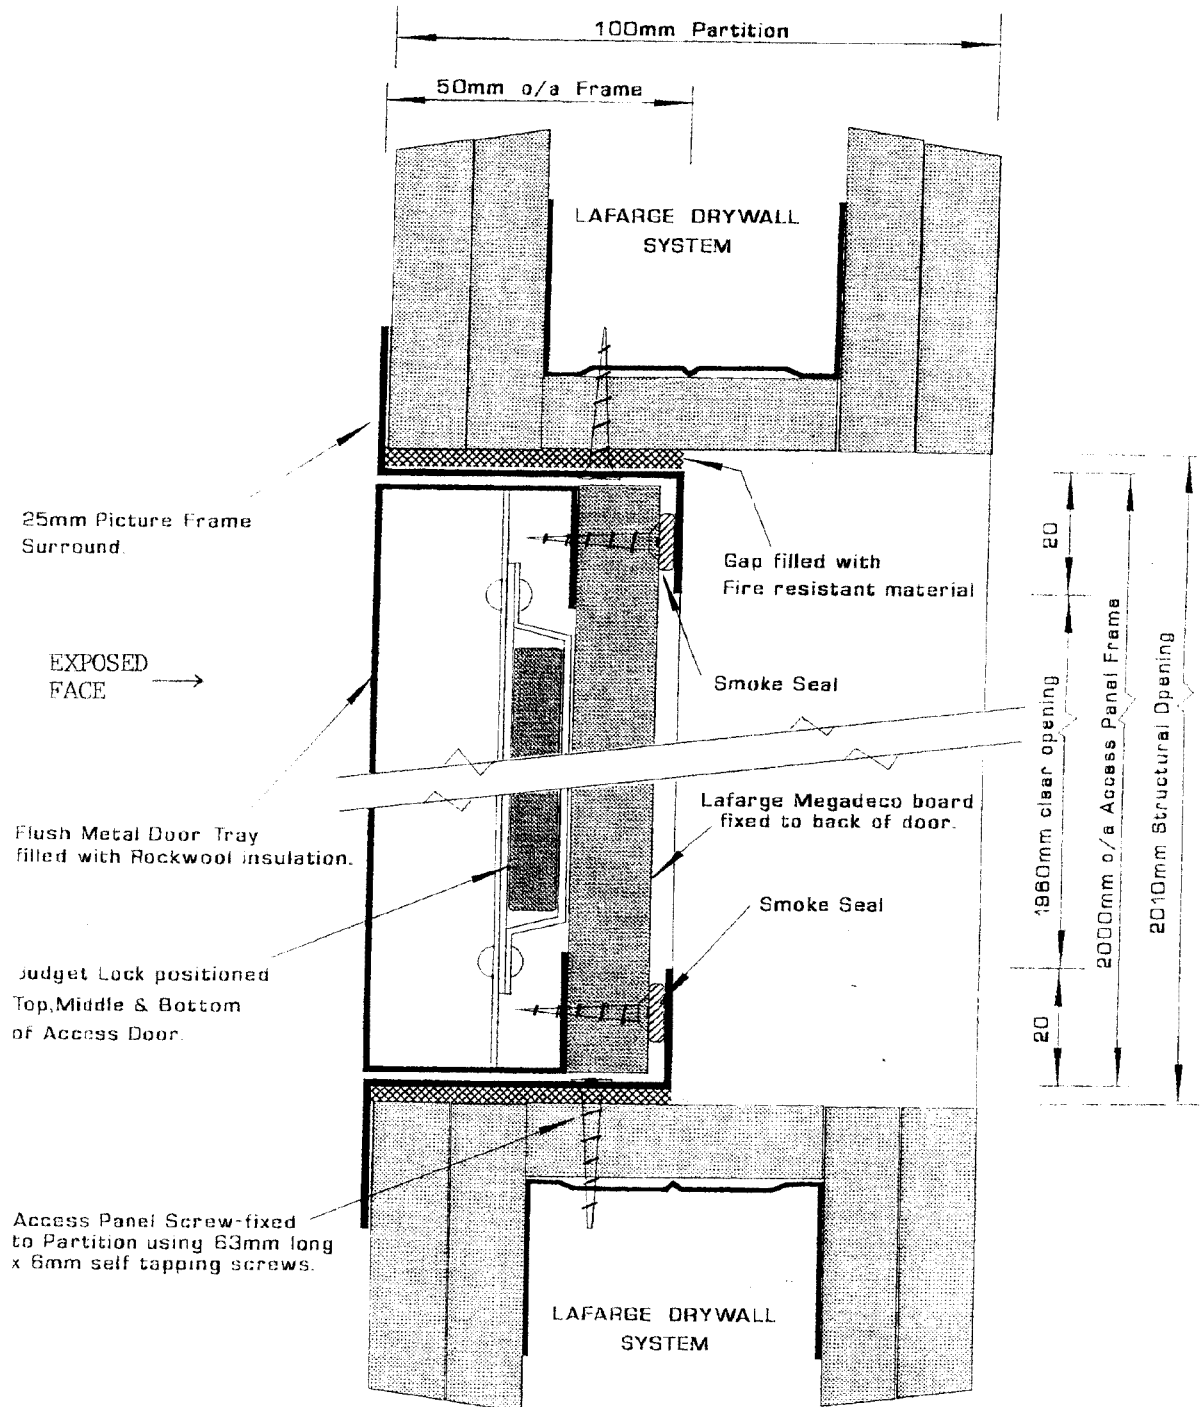 100mm Partition
50mm o/a Frame
LAFARGE DRYWALL
SYSTEM
25mm Picture Frame
Surround.
Gap filled with
Fire resistant material
EXPOSED
FACE
Smoke Seal
Lafarge Megadeco board
fixed to back of door.
Flush Metal Door Tray
filled with Rockwool insulation.
Smoke Seal
Budget Lock positioned
Top,Middle & Bottom
of Access Door.
Access Panel Screw-fixed
to Partition using 63mm long
x 6mm self tapping screws.
LAFARGE DRYWALL
SYSTEM
20
1960mm clear opening
20
2000mm o/a Access Panel Frame
2010mm Structural Opening